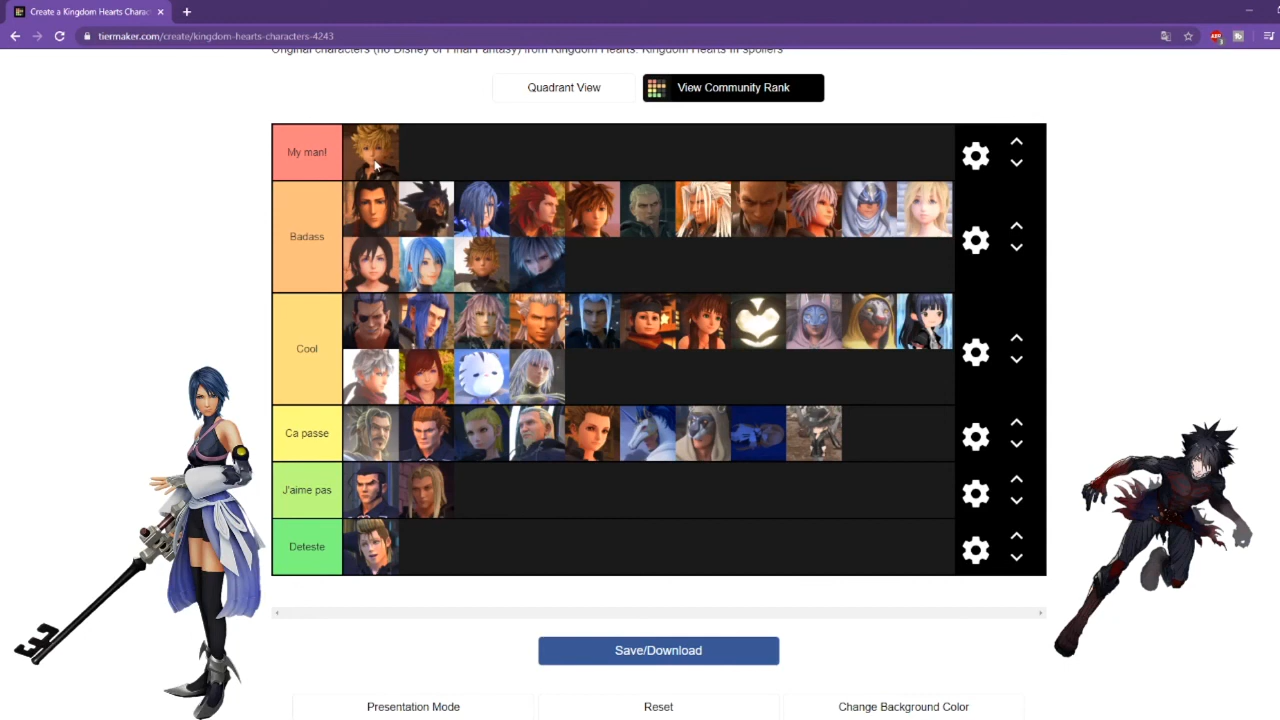 Create a Kingdom Hearts Charac
tiermaker.com/create/kingdom-hearts-characters-4243
Original characters (no Disney or Final Fantasy) from Kingdom Hearts. Kingdom Hearts III spoilers
Quadrant View
View Community Rank
My man!
Badass
Cool
Ca passe
J'aime pas
Deteste
Save/Download
Presentation Mode
Reset
Change Background Color